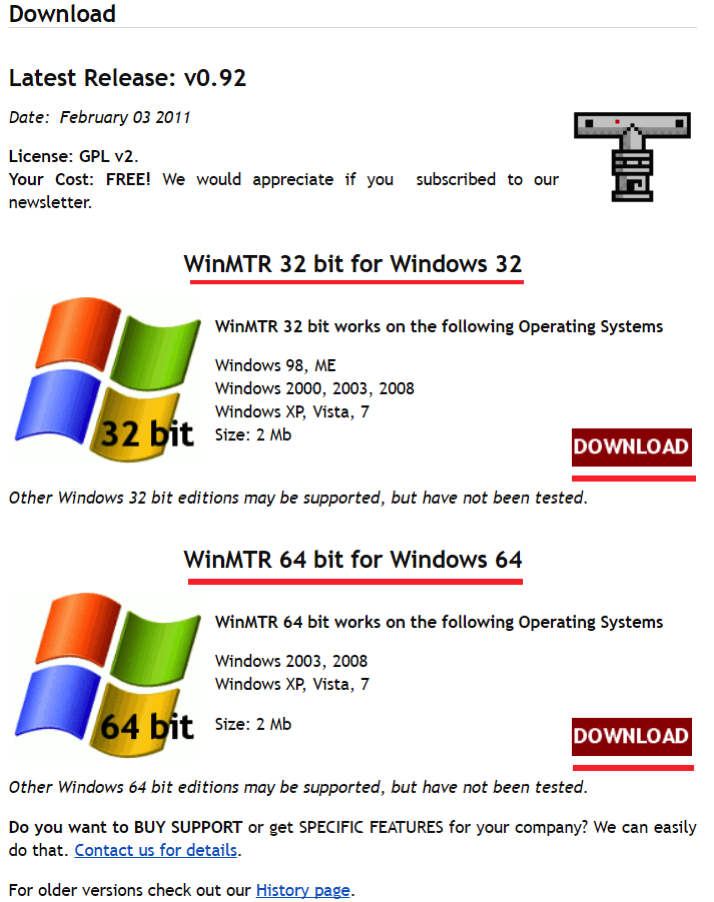 Download
Latest Release: v0.92
Date: February 03 2011
License: GPL v2.
Your Cost: FREE! We would appreciate if you subscribed to our
newsletter.
WinMTR 32 bit for Windows 32
WinMTR 32 bit works on the following Operating Systems
Windows 98, ME
Windows 2000, 2003, 2008
Windows XP, Vista, 7
Size: 2 Mb
32 bit
DOWNLOAD
Other Windows 32 bit editions may be supported, but have not been tested.
WinMTR 64 bit for Windows 64
WinMTR 64 bit works on the following Operating Systems
Windows 2003, 2008
Windows XP, Vista, 7
Size: 2 Mb
64 bit
DOWNLOAD
Other Windows 64 bit editions may be supported, but have not been tested.
Do you want to BUY SUPPORT or get SPECIFIC FEATURES for your company? We can easily
do that. Contact us for details.
For older versions check out our History page.